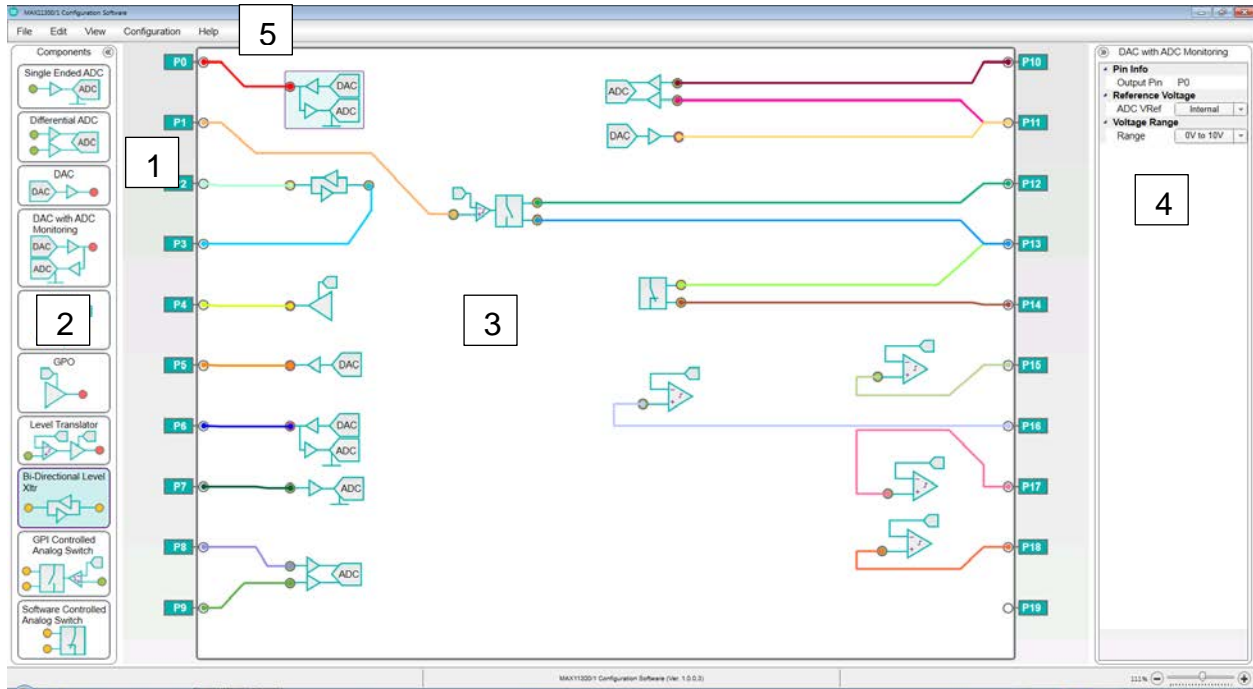 MAX11300/1 Configuration Software
File Edit View Configuration Help
5
Components
Single Ended ADC
ADC
Differential ADC
ADC
DAC
DAC
DAC with ADC
Monitoring
DAC
ADC
2
GPO
Level Translator
Bi-Directional Level
Xltr
GPI Controlled
Analog Switch
Software Controlled
Analog Switch
1
P0
P1
P3
P4
P5
P6
P7
P8
P9
DAC
ADC
DAC
DAC
ADC
ADC
ADC
3
ADC
DAC
P10
P11
P12
P13
P14
P15
P16
P17
P18
P19
DAC with ADC Monitoring
Pin Info
Output Pin P0
Reference Voltage
ADC VRef Internal
Voltage Range
Range 0V to 10V
4
MAX11300/1 Configuration Software (Ver. 1.0.0.3)
111%